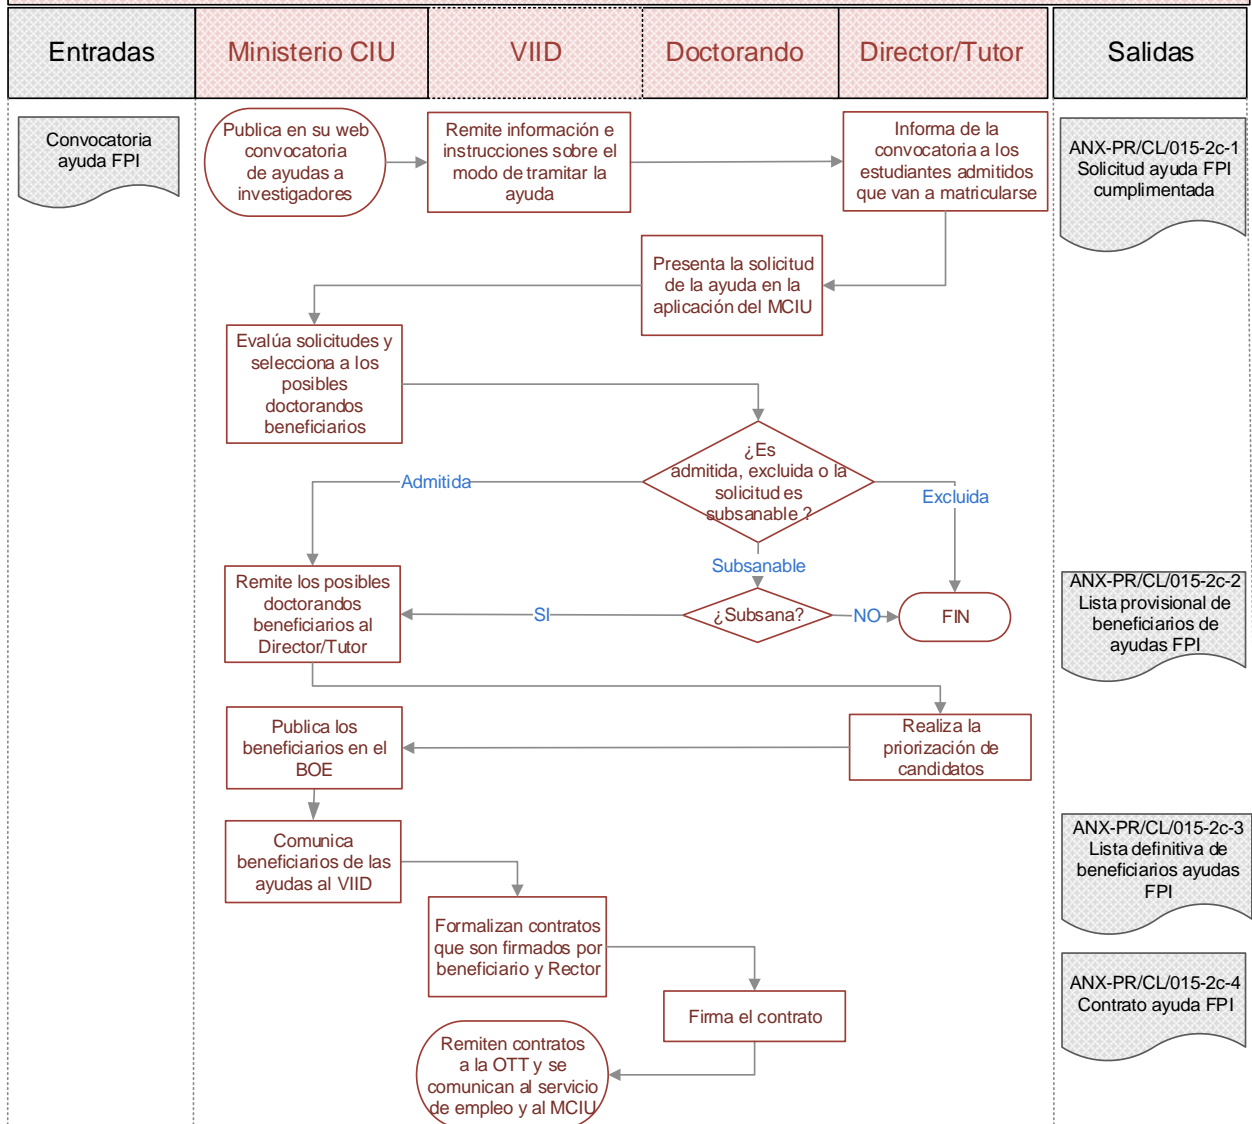 Entradas
Ministerio CIU
VIID
Doctorando
Director/Tutor
Salidas
Convocatoria
ayuda FPI
Publica en su web
convocatoria
de ayudas a
investigadores
Remite información e
instrucciones sobre el
modo de tramitar la
ayuda
Informa de la
convocatoria a los
estudiantes admitidos
que van a matricularse
ANX-PR/CL/015-2c-1
Solicitud ayuda FPI
cumplimentada
Presenta la solicitud
de la ayuda en la
aplicación del MCIU
Evalúa solicitudes y
selecciona a los
posibles
doctorandos
beneficiarios
¿Es
admitida, excluida o la
solicitud es
subsanable ?
Admitida
Excluida
Subsanable
Remite los posibles
doctorandos
beneficiarios al
Director/Tutor
SI
¿Subsana?
NO
FIN
ANX-PR/CL/015-2c-2
Lista provisional de
beneficiarios de
ayudas FPI
Publica los
beneficiarios en el
BOE
Realiza la
priorización de
candidatos
Comunica
beneficiarios de las
ayudas al VIID
ANX-PR/CL/015-2c-3
Lista definitiva de
beneficiarios ayudas
FPI
Formalizan contratos
que son firmados por
beneficiario y Rector
Firma el contrato
ANX-PR/CL/015-2c-4
Contrato ayuda FPI
Remiten contratos
a la OTT y se
comunican al servicio
de empleo y al MCIU